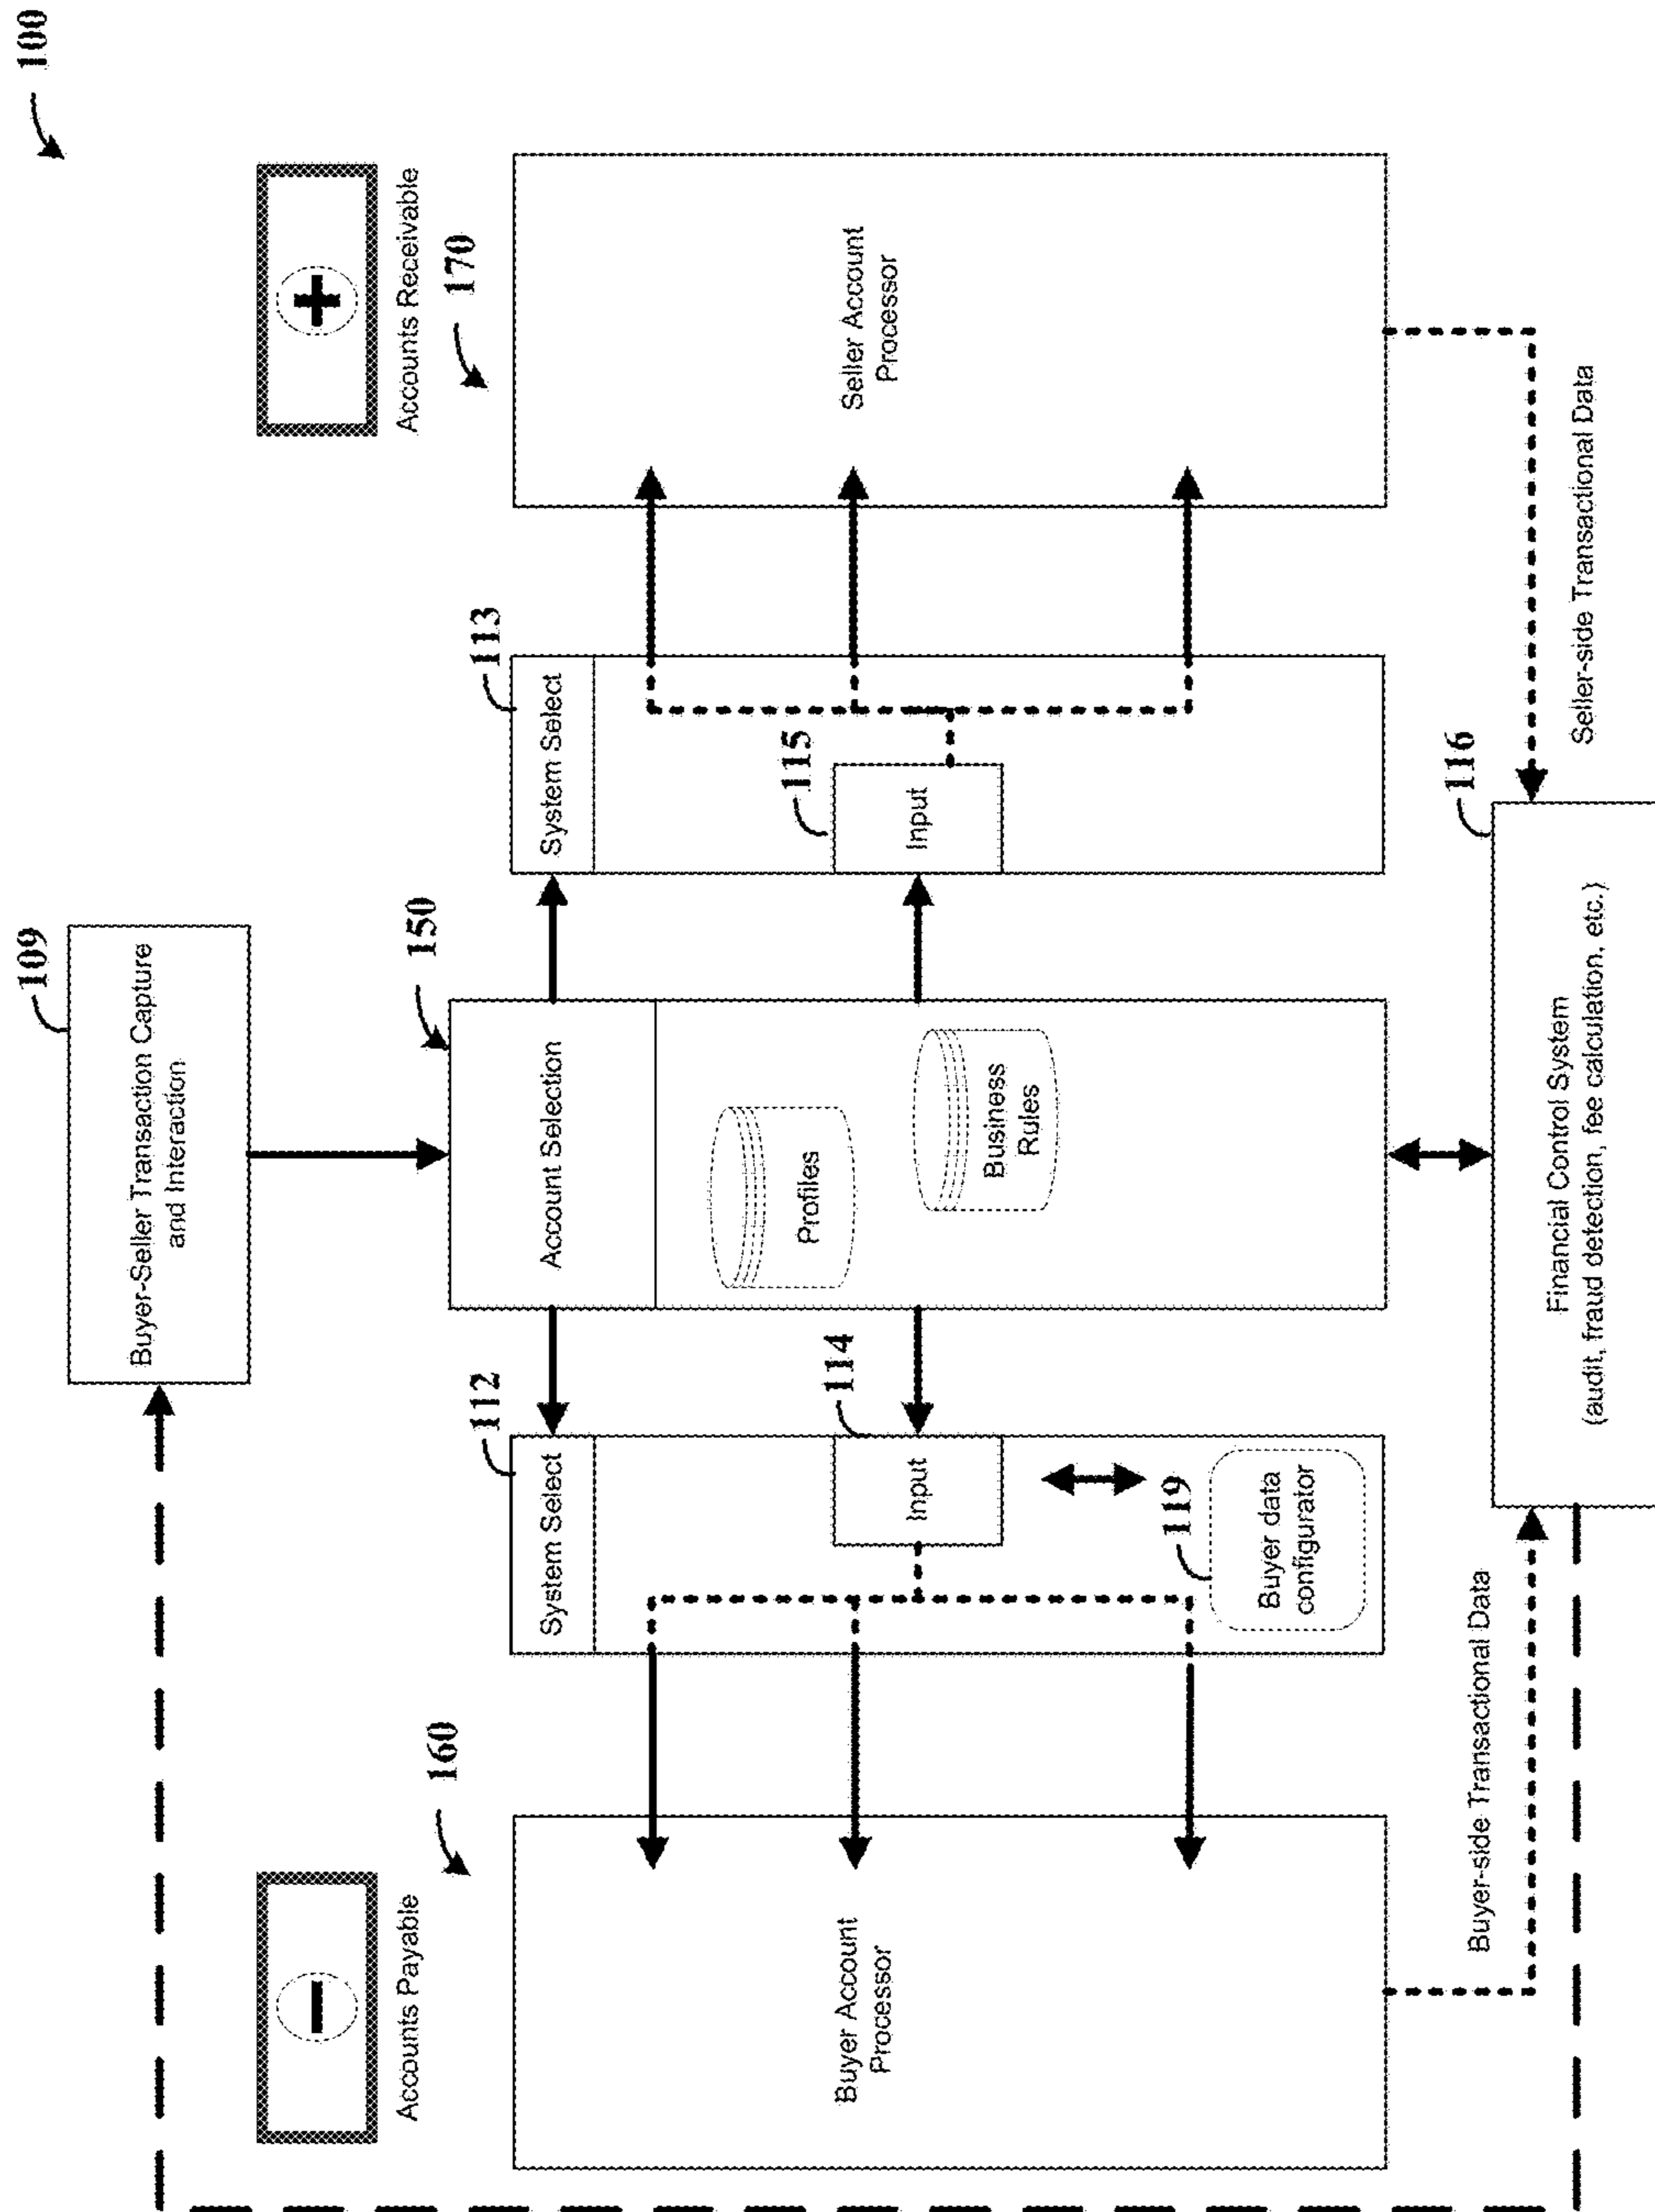 100
109
Buyer-Seller Transaction Capture
and Interaction
Accounts Payable
Accounts Receivable
160
112
150
113
170
System Select
Account Selection
System Select
Profiles
114
115
Buyer Account
Processor
Input
Business
Rules
Input
Seller Account
Processor
119
Buyer data
configurator
Buyer-side Transactional Data
116
Seller-side Transactional Data
Financial Control System
(audit, fraud detection, fee calculation, etc.)